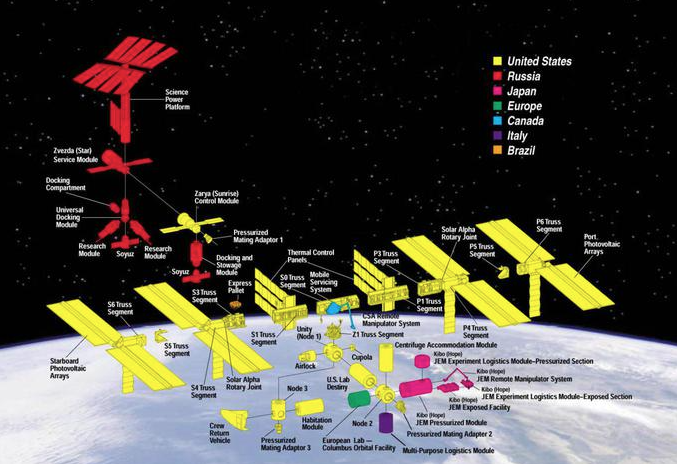 United States
Russia
Japan
Europe
Canada
Italy
Brazil
Science
Power
Platform
Zvezda (Star)
Service Module
Docking
Compartment
Universal
Docking
Module
Research
Module
Soyuz
Research
Module
Zarya (Sunrise)
Control Module
Pressurized
Mating Adaptor 1
Soyuz
Docking and
Stowage
Module
Express
Pallet
S3 Truss
Segment
Thermal Control
Panels
S0 Truss
Segment
Mobile
Servicing
System
P3 Truss
Segment
Solar Alpha
Rotary Joint
P5 Truss
Segment
P6 Truss
Segment
Port
Photovoltaic
Arrays
S6 Truss
Segment
S5 Truss
Segment
Starboard
Photovoltaic
Arrays
S4 Truss
Segment
Solar Alpha
Rotary Joint
S1 Truss
Segment
Unity
(Node 1)
CSA Remote
Manipulator System
Z1 Truss Segment
P1 Truss
Segment
P4 Truss
Segment
Airlock
Cupola
Centrifuge Accommodation Module
Kibo (Hope)
JEM Experiment Logistics Module–Pressurized Section
Kibo (Hope)
JEM Remote Manipulator System
Kibo (Hope)
JEM Experiment Logistics Module–Exposed Section
Kibo (Hope)
JEM Exposed Facility
Kibo (Hope)
JEM Pressurized Module
U.S. Lab
Destiny
Node 3
Habitation
Module
Crew
Return
Vehicle
Pressurized
Mating Adaptor 3
European Lab —
Columbus Orbital Facility
Node 2
Pressurized Mating Adaptor 2
Multi-Purpose Logistics Module